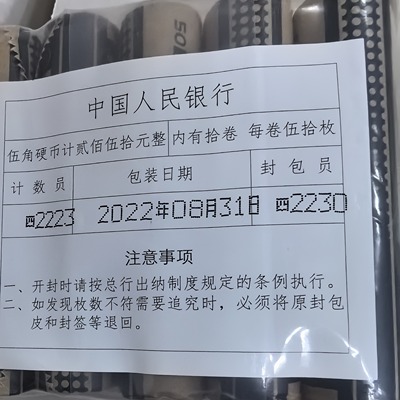 中国人民银行
伍角硬币计贰佰伍拾元整 内有拾卷 每卷伍拾枚
计数员 包装日期 封包员
四2223 2022年08月31日 四2230
注意事项
一、开封时请按总行出纳制度规定的条例执行。
二、如发现枚数不符需要追究时，必须将原封包
皮和封签等退回。